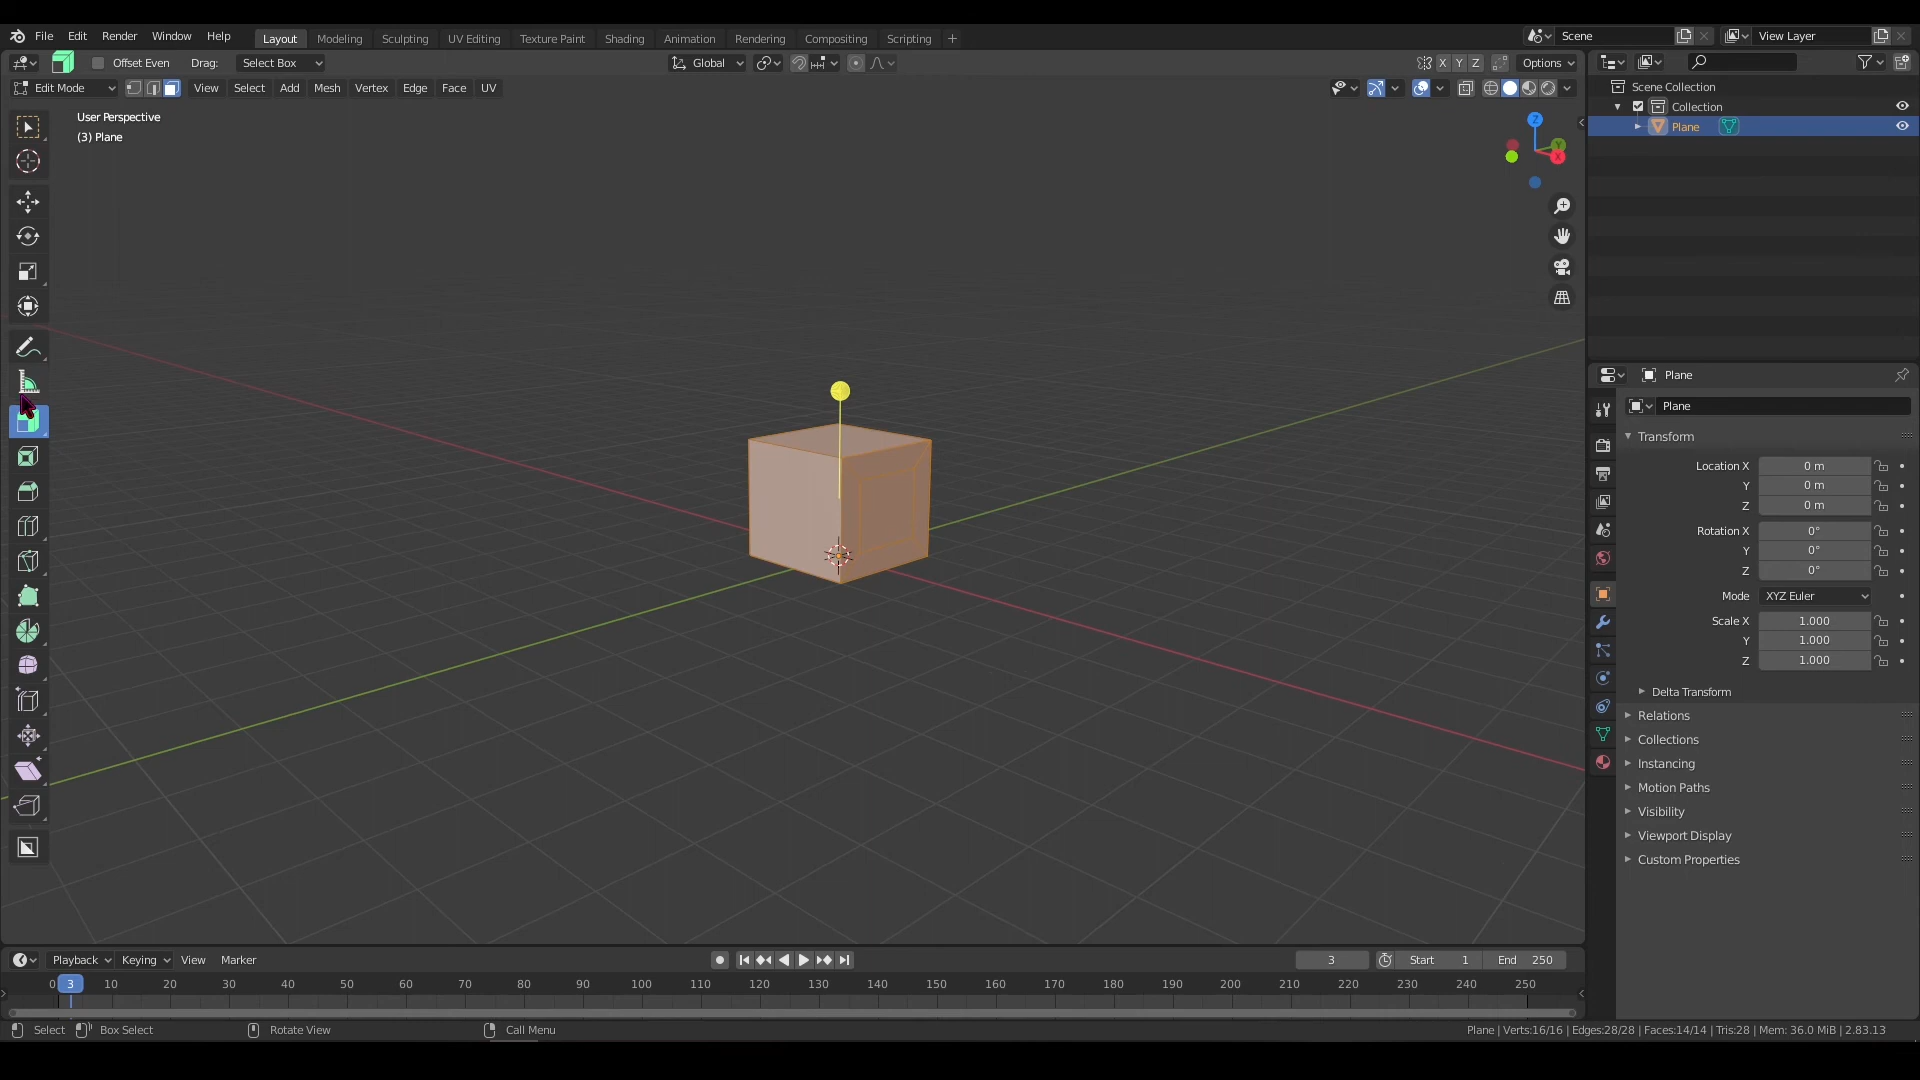 File Edit Render Window Help Layout Modeling Sculpting UV Editing Texture Paint Shading Animation Rendering Compositing Scripting + Scene View Layer
Offset Even Drag: Select Box Global X Y Z Options
Edit Mode View Select Add Mesh Vertex Edge Face UV
User Perspective
(3) Plane
Z
Y
X
Scene Collection
Collection
Plane
Plane
Plane
Transform
Location X 0 m
Y 0 m
Z 0 m
Rotation X 0°
Y 0°
Z 0°
Mode XYZ Euler
Scale X 1.000
Y 1.000
Z 1.000
Delta Transform
Relations
Collections
Instancing
Motion Paths
Visibility
Viewport Display
Custom Properties
Playback Keying View Marker 3 Start 1 End 250
0 3 10 20 30 40 50 60 70 80 90 100 110 120 130 140 150 160 170 180 190 200 210 220 230 240 250
Select Box Select Rotate View Call Menu Plane | Verts:16/16 | Edges:28/28 | Faces:14/14 | Tris:28 | Mem: 36.0 MiB | 2.83.13